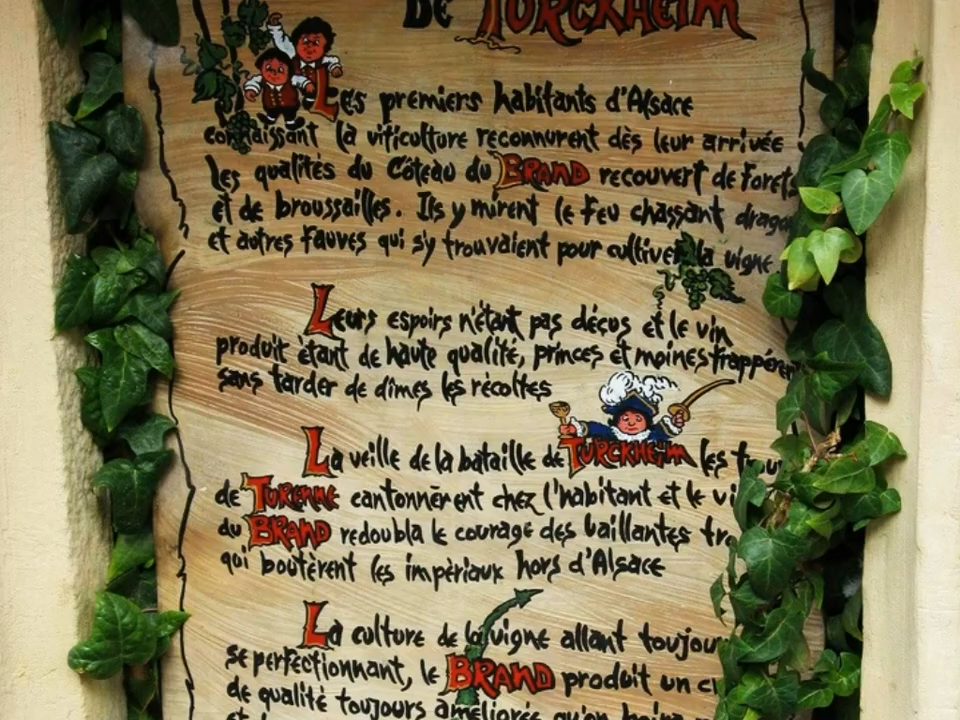 DE TURCKHEIM
Les premiers habitants d'Alsace
connaissant la viticulture reconnurent dès leur arrivée
les qualités du Côteau du BRAND recouvert de Forets
et de broussailles. Ils y mirent le feu chassant
et autres fauves qui s'y trouvaient pour cultiver la vigne
Leurs espoirs n'étant pas déçus et le vin
produit étant de haute qualité, princes et moines
sans tarder de dîmes les récoltes
La veille de la bataille de TURCKHEIM les
de TURENNE cantonnèrent chez l'habitant et le
du BRAND redoubla le courage des vaillantes
qui boutèrent les impériaux hors d'Alsace
La culture de la vigne allant
se perfectionnant, le BRAND produit un
de qualité toujours améliorée qu'on